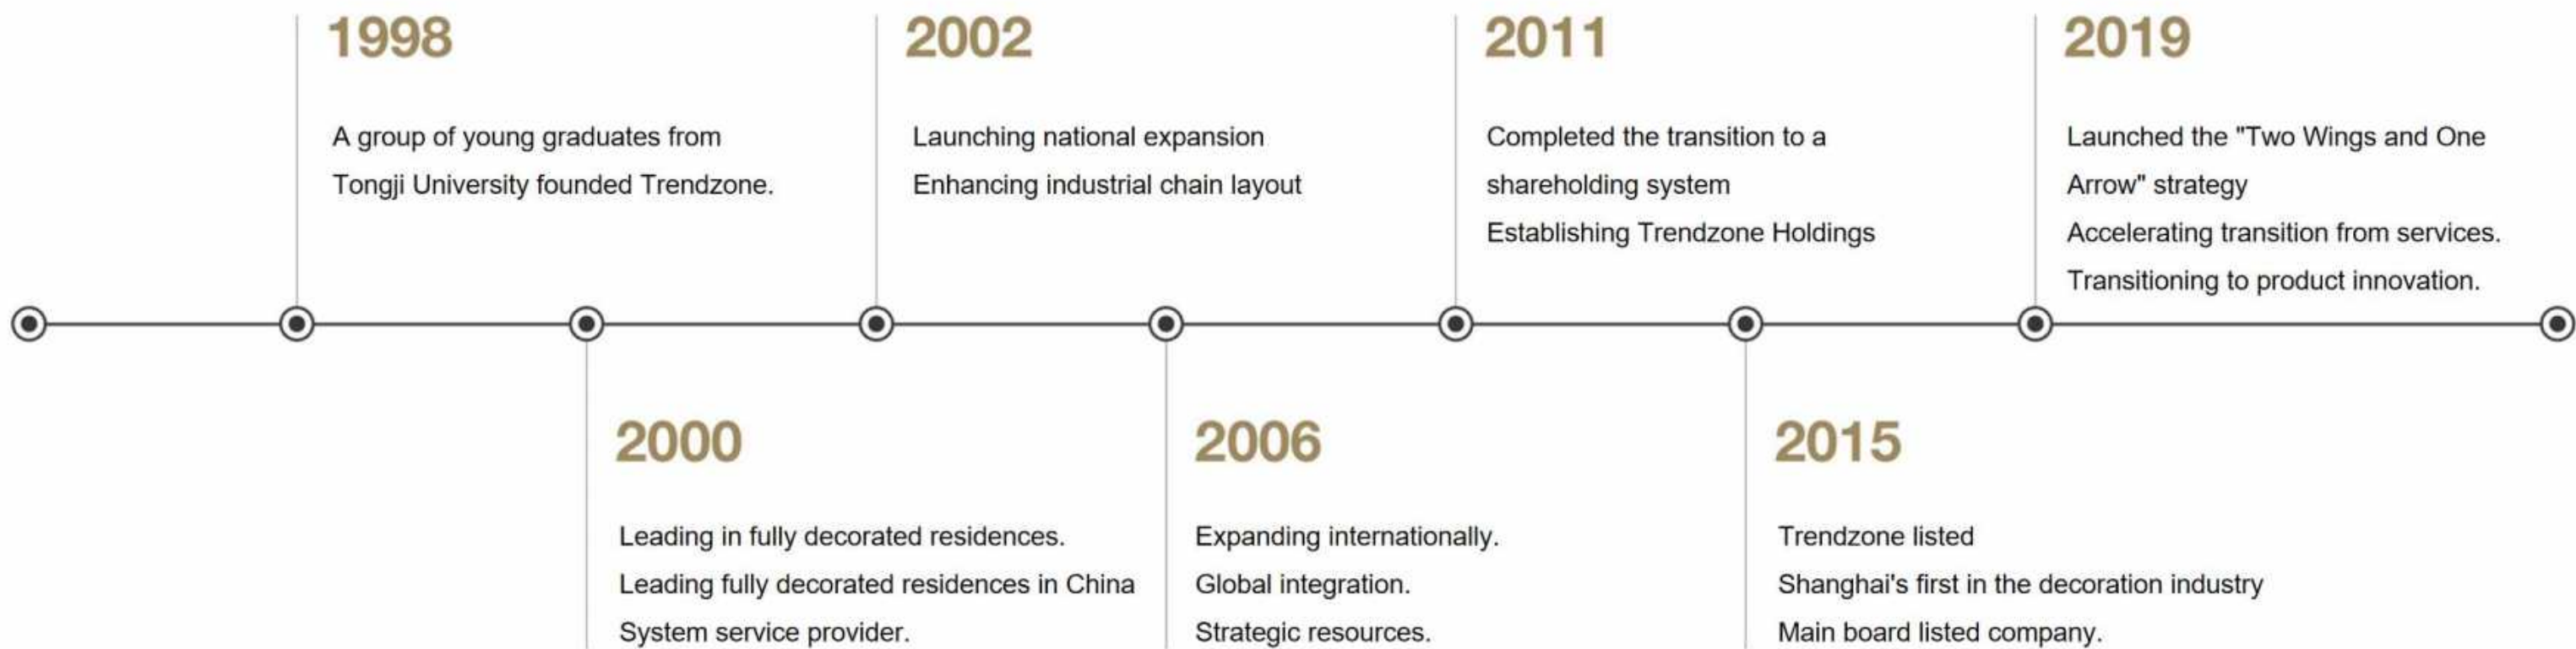 1998
A group of young graduates from
Tongji University founded Trendzone.
2002
Launching national expansion
Enhancing industrial chain layout
2011
Completed the transition to a
shareholding system
Establishing Trendzone Holdings
2019
Launched the "Two Wings and One
Arrow" strategy
Accelerating transition from services.
Transitioning to product innovation.
2000
Leading in fully decorated residences.
Leading fully decorated residences in China
System service provider.
2006
Expanding internationally.
Global integration.
Strategic resources.
2015
Trendzone listed
Shanghai's first in the decoration industry
Main board listed company.